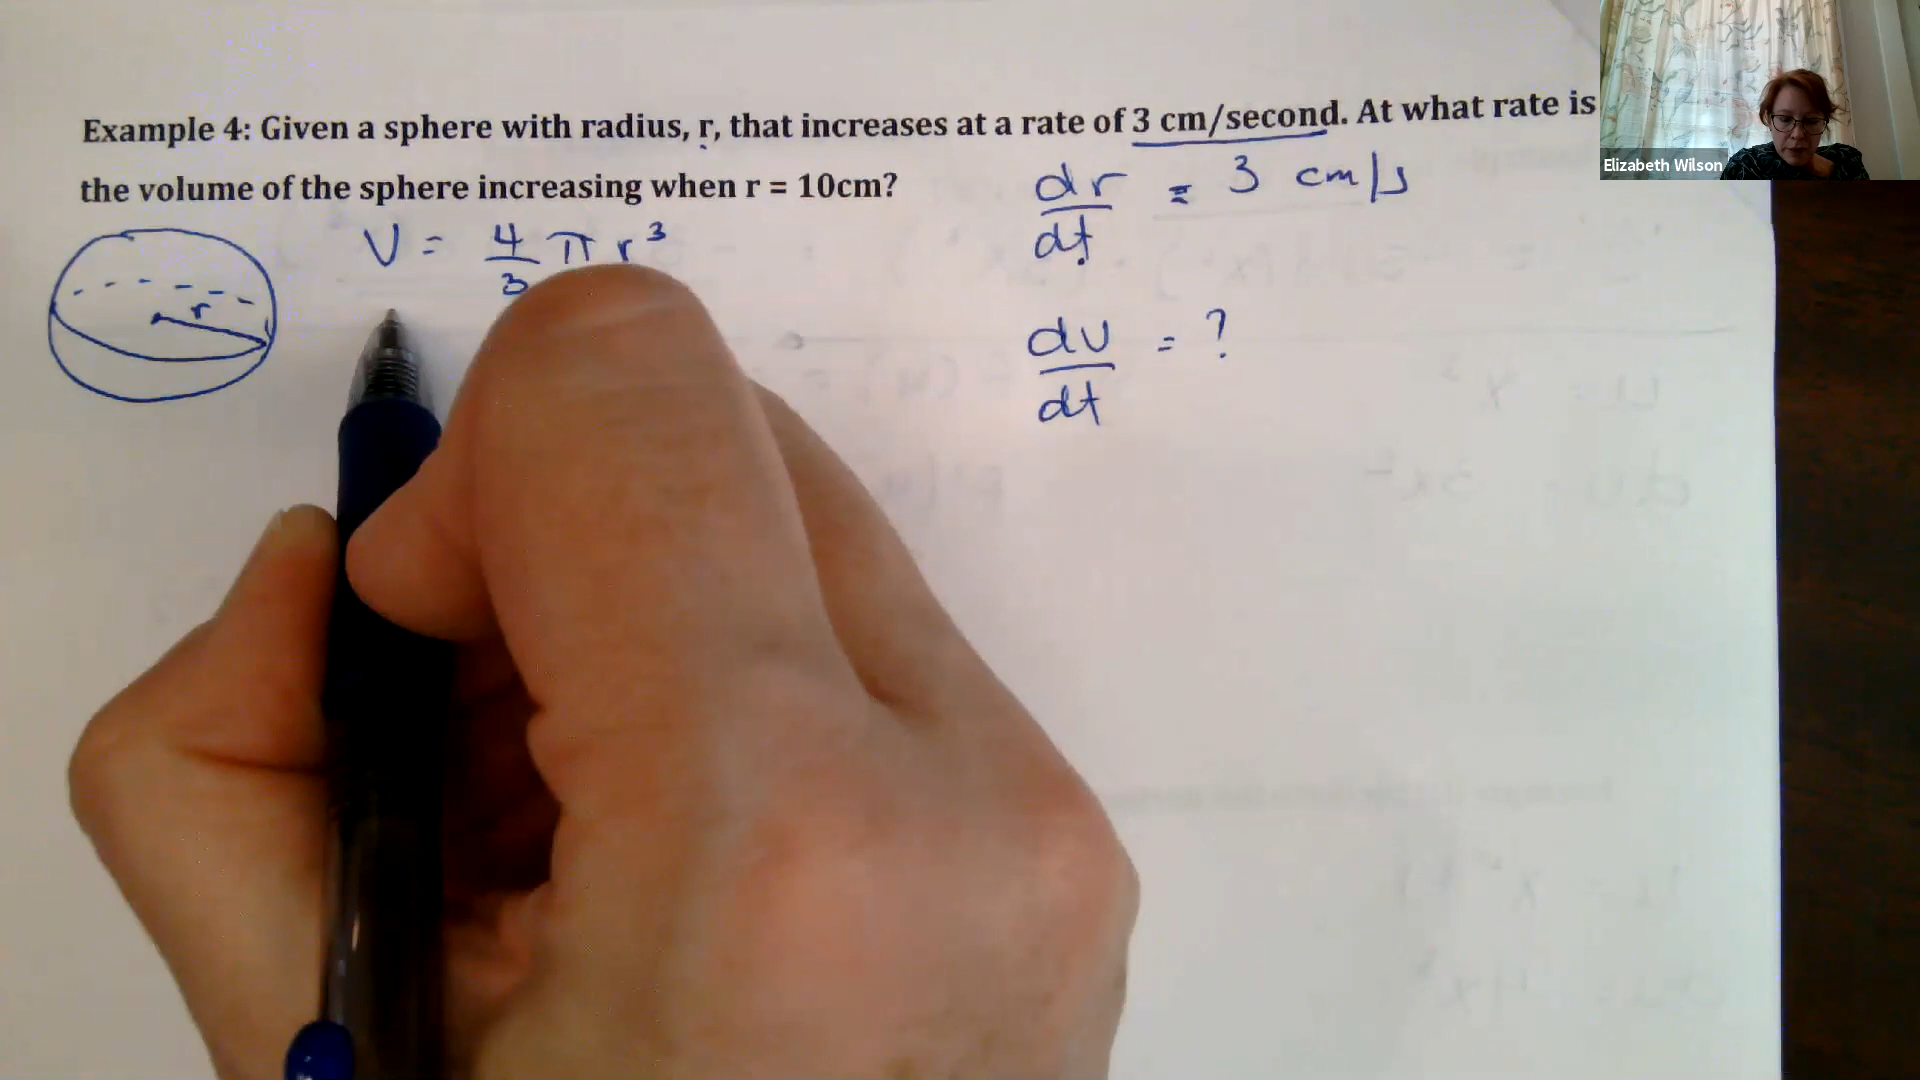 Example 4: Given a sphere with radius, r, that increases at a rate of 3 cm/second. At what rate is
the volume of the sphere increasing when r = 10cm?
dr/dt = 3 cm/s
V = 4/3 π r³
r
dv/dt = ?
Elizabeth Wilson